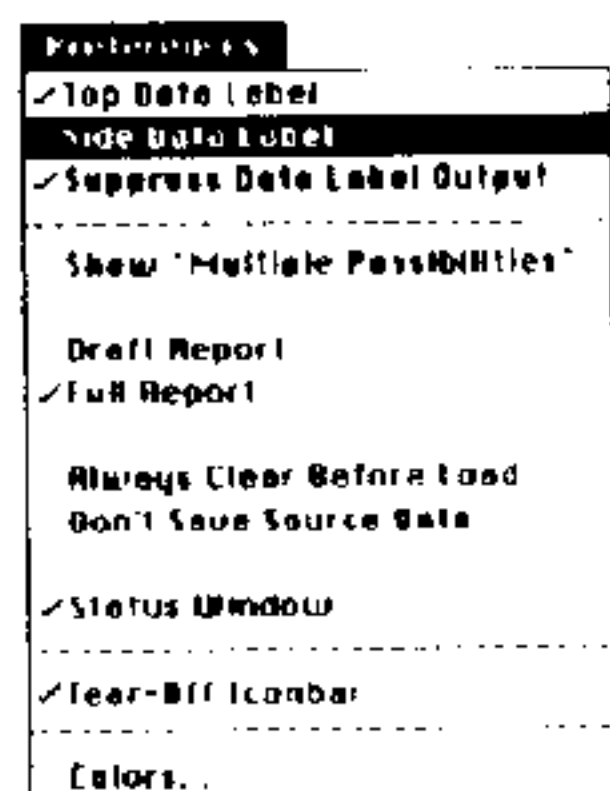 Preferences
✓Top Data Label
Side Data Label
✓Suppress Data Label Output
Show "Multiple Possibilities"
Draft Report
✓Full Report
Always Clear Before Load
Don't Save Source Data
✓Status Window
✓Tear-Off Iconbar
Colors...